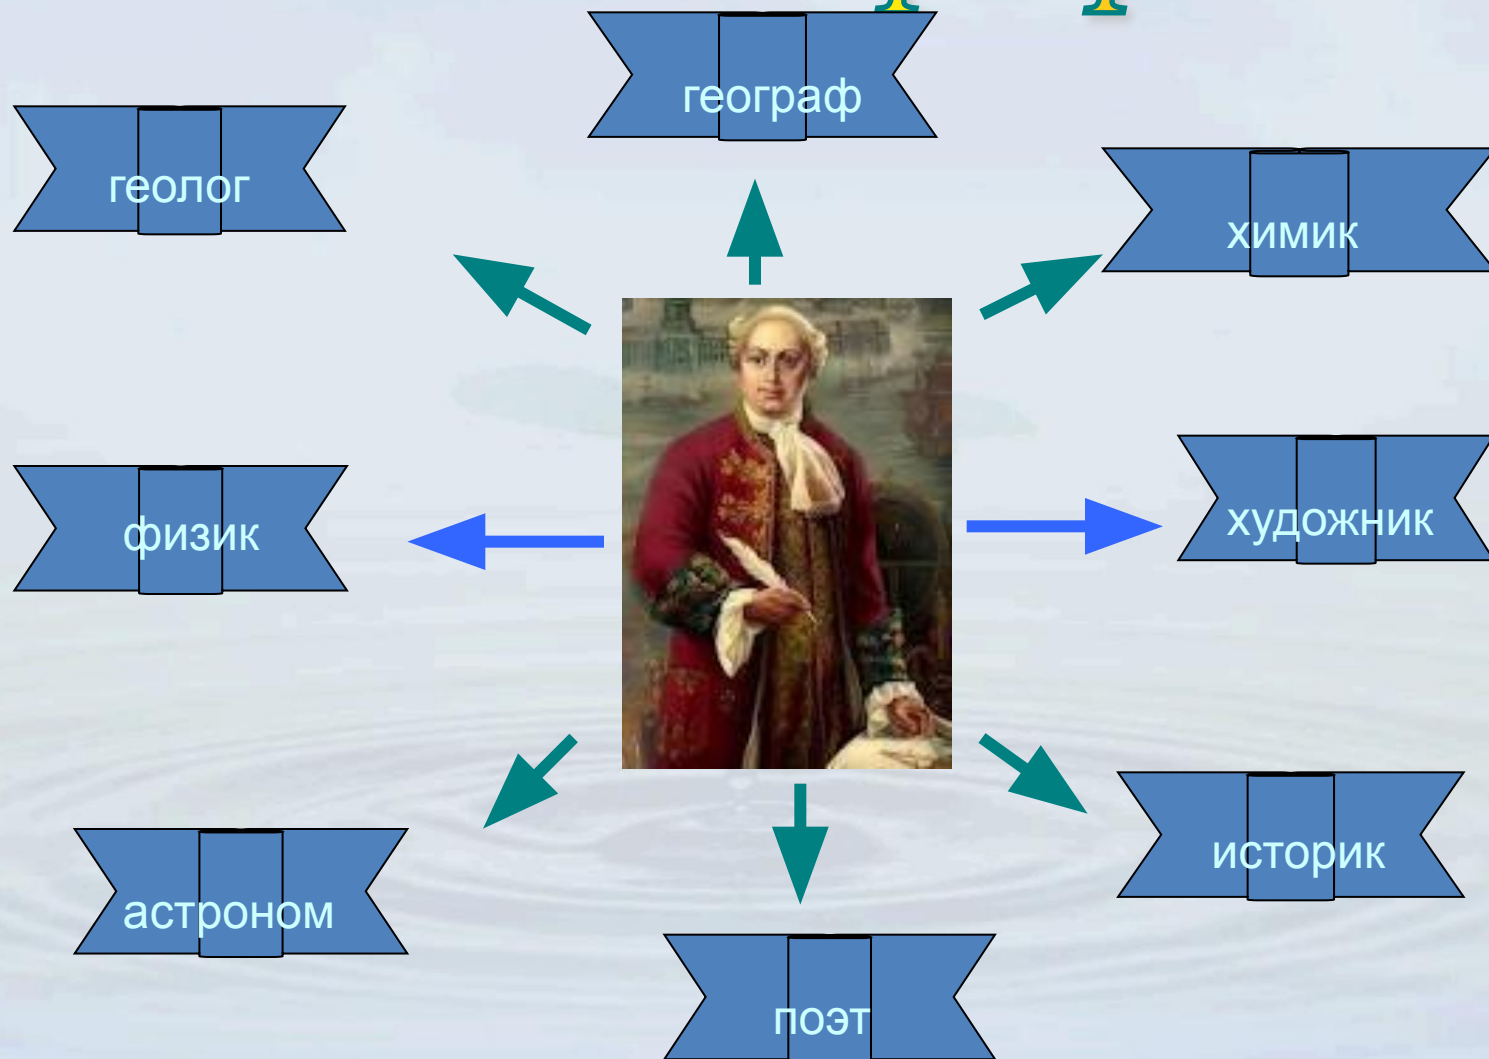 географ
геолог
химик
физик
художник
историк
астроном
поэт